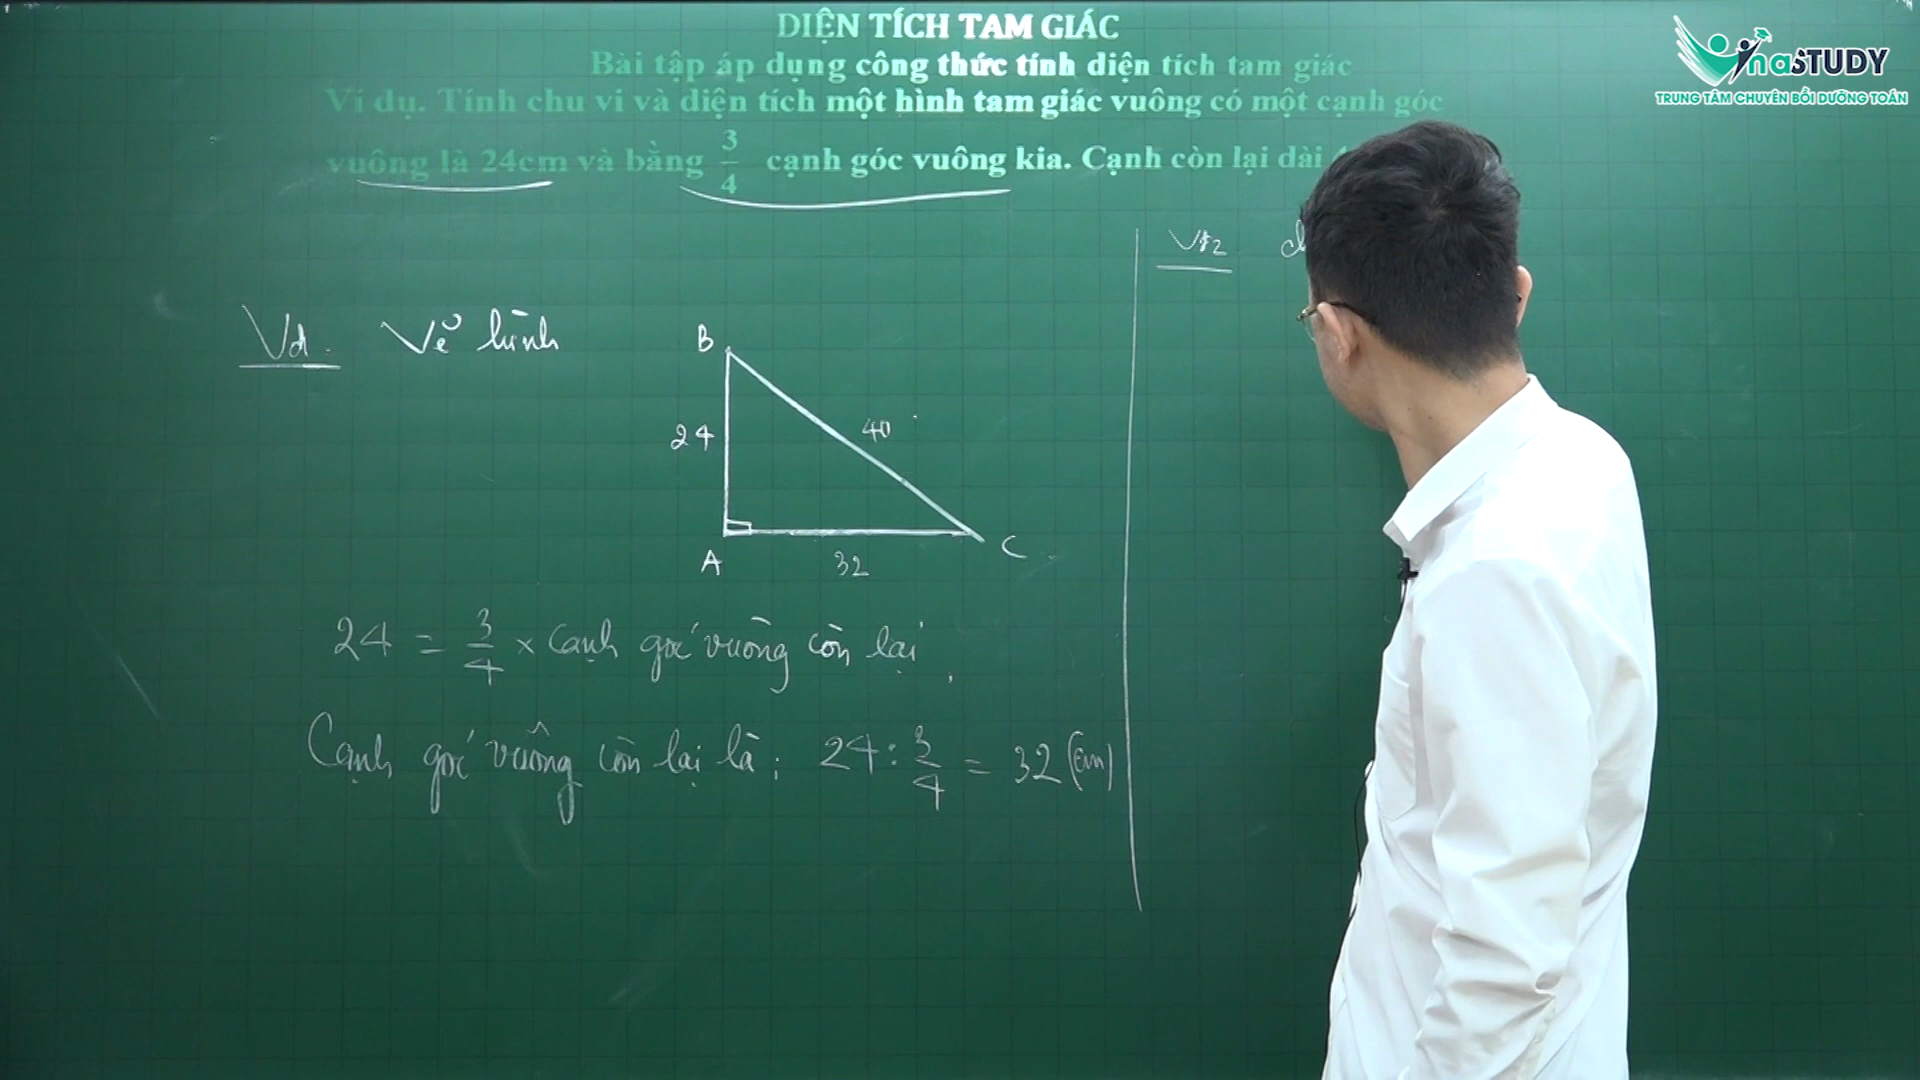 DIỆN TÍCH TAM GIÁC
Bài tập áp dụng công thức tính diện tích tam giác
Ví dụ. Tính chu vi và diện tích một hình tam giác vuông có một cạnh góc
vuông là 24cm và bằng 3/4 cạnh góc vuông kia. Cạnh còn lại dài
VinaSTUDY
TRUNG TÂM CHUYÊN BỒI DƯỠNG TOÁN
Vd. Vẽ hình
B
24
40
A
32
C
24 = 3/4 × cạnh góc vuông còn lại.
Cạnh góc vuông còn lại là: 24 : 3/4 = 32 (cm)